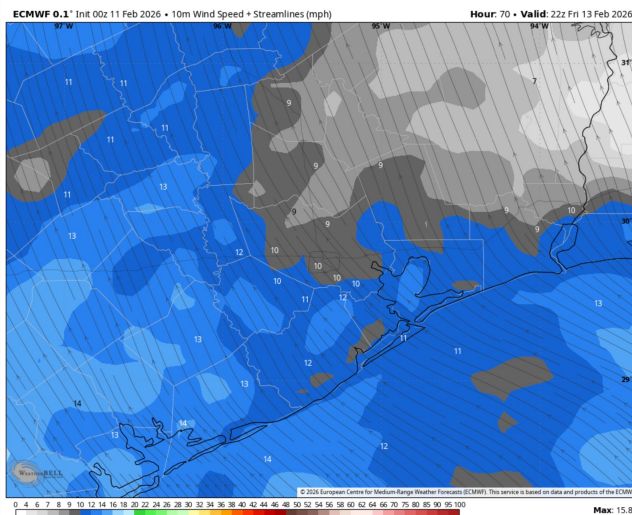 ECMWF 0.1° Init 00z 11 Feb 2026 • 10m Wind Speed + Streamlines (mph) Hour: 70 • Valid: 22z Fri 13 Feb 2026
97°W 96°W 95°W 94°W
31°
7
11 11
9
11
11
9 9
11 13
9 9 10
30°
13 9 9
12 10
10
10 10 10
11 12
13
13 11
11
12
29°
13
14
14
13
12
14
WeatherBELL
© 2026 European Centre for Medium-Range Weather Forecasts (ECMWF). This service is based on data and products of the ECMW
0 4 6 8 9 10 12 14 16 18 20 22 24 26 28 30 32 34 36 38 40 42 44 46 48 50 52 54 56 58 60 62 64 66 68 70 75 80 85 90 95 100
Max: 15.8